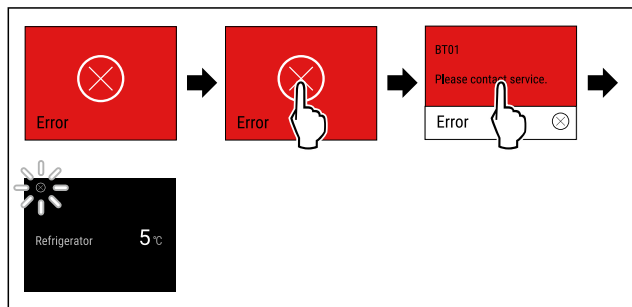 Error
Error
BT01
Please contact service.
Error
Refrigerator 5 °C